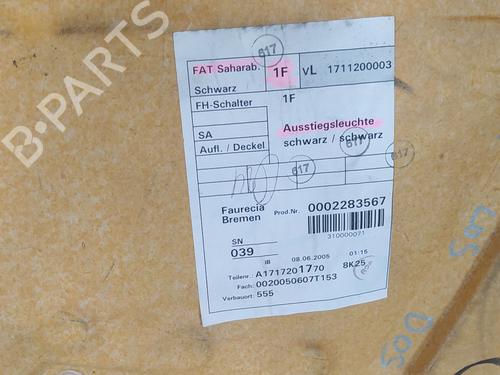 617
FAT Saharab. 1F VL 1711200003
Schwarz
FH-Schalter 1F
SA Ausstiegsleuchte
Aufl. / Deckel schwarz / schwarz
617
617
617
Faurecia Prod.Nr. 0002283567
Bremen
310000071
SN
039 IB 08.06.2005 01:15
Teilenr. A1717201770 8K25
Fach: 0020050607T153
Verbauort: 555
B-PARTS